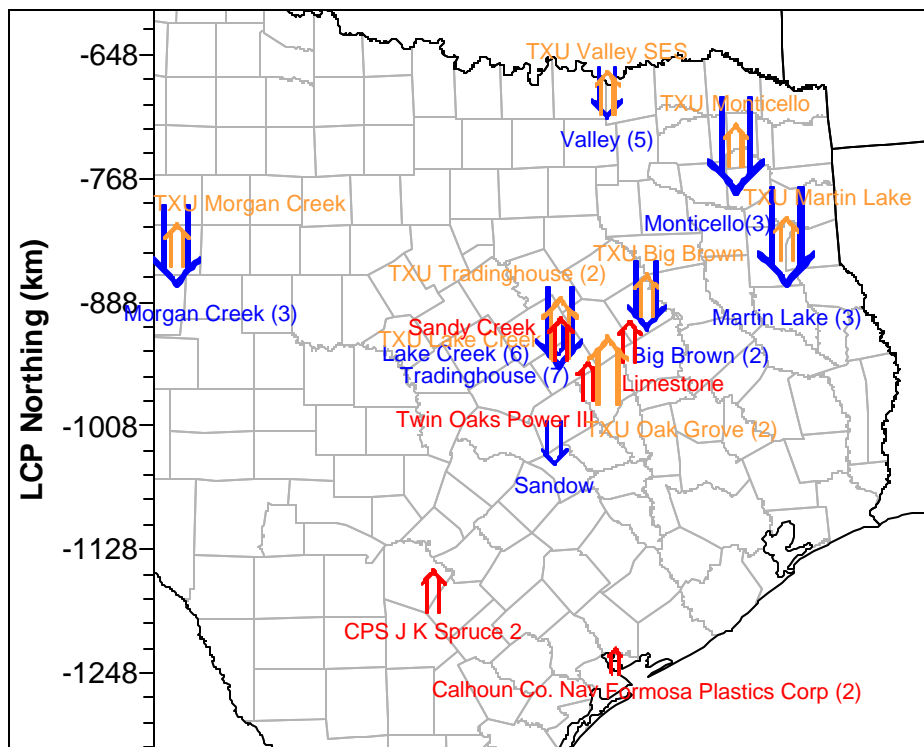 LCP Northing (km)
-648
-768
-888
-1008
-1128
-1248
TXU Valley SES
Valley (5)
TXU Monticello
Monticello(3)
TXU Martin Lake
Martin Lake (3)
TXU Morgan Creek
Morgan Creek (3)
TXU Big Brown
Big Brown (2)
TXU Tradinghouse (2)
Sandy Creek
TXU Lake Creek
Lake Creek (6)
Tradinghouse (7)
Limestone
Twin Oaks Power III
TXU Oak Grove (2)
Sandow
CPS J K Spruce 2
Calhoun Co. Nav
Formosa Plastics Corp (2)